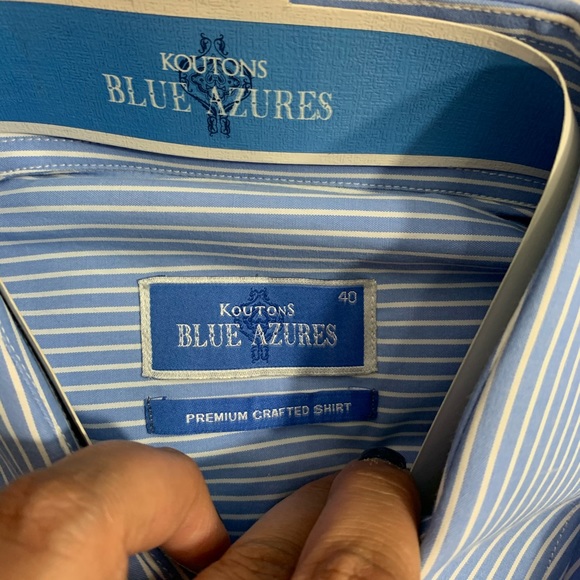 KOUTONS
BLUE AZURES
KOUTONS
40
BLUE AZURES
PREMIUM CRAFTED SHIRT